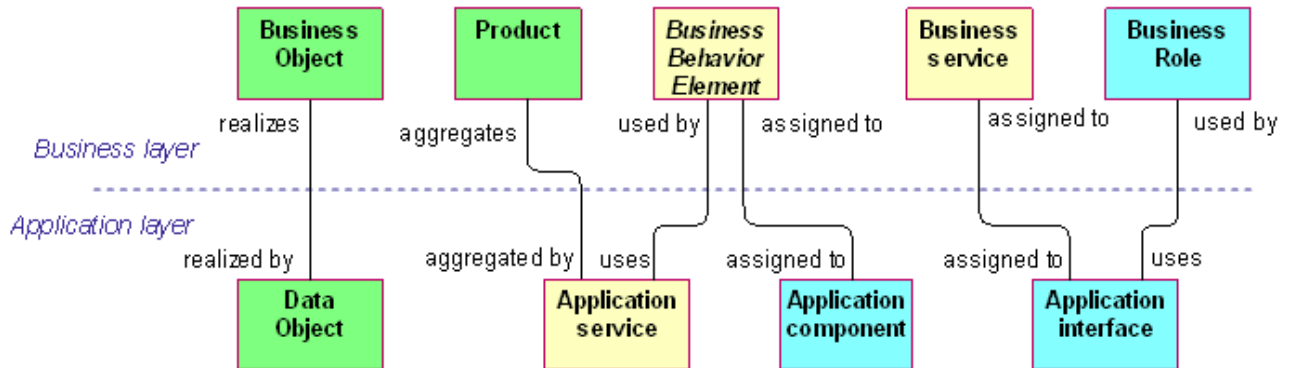 Business
Object
Product
Business
Behavior
Element
Business
service
Business
Role
realizes
aggregates
used by
assigned to
assigned to
used by
Business layer
Application layer
realized by
aggregated by
uses
assigned to
assigned to
uses
Data
Object
Application
service
Application
component
Application
interface